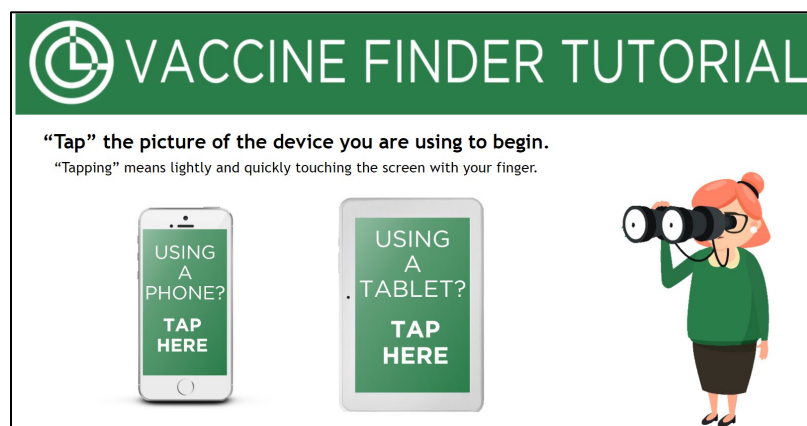 VACCINE FINDER TUTORIAL
“Tap” the picture of the device you are using to begin.
“Tapping” means lightly and quickly touching the screen with your finger.
USING
A
PHONE?
TAP
HERE
USING
A
TABLET?
TAP
HERE